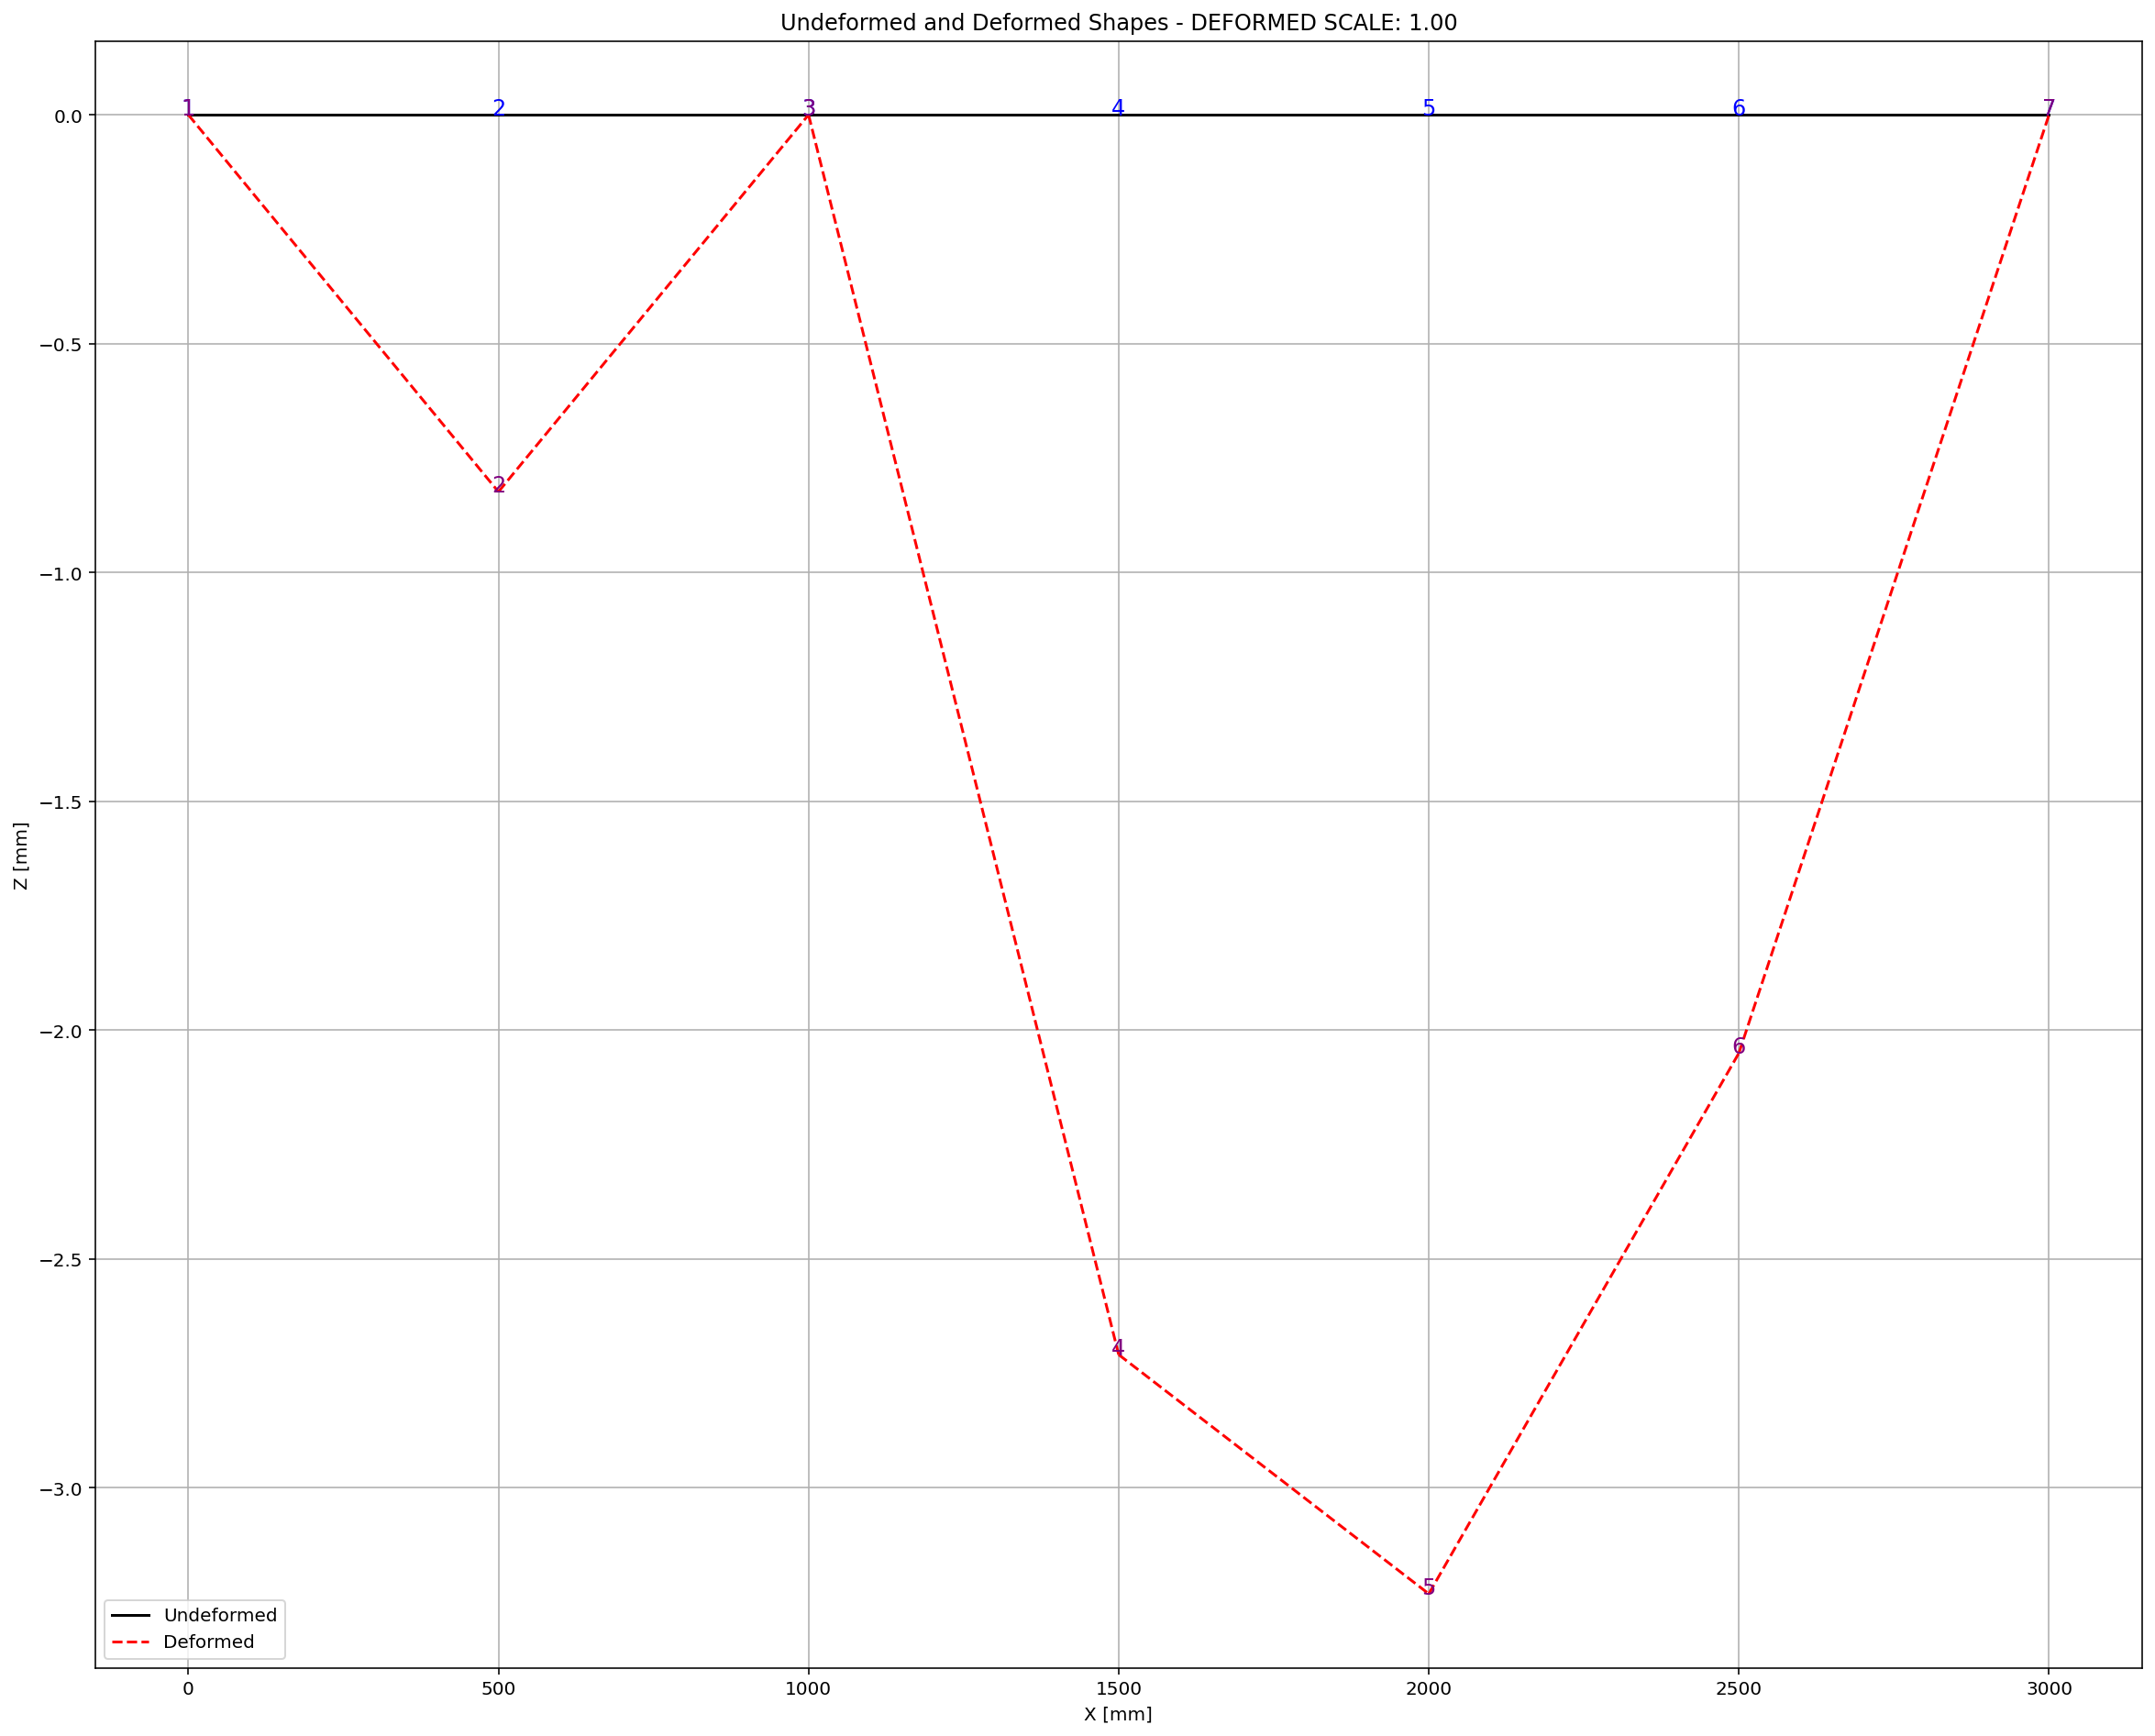 Undeformed and Deformed Shapes - DEFORMED SCALE: 1.00
1 2 3 4 5 6 7
0.0
−0.5
2
−1.0
−1.5
Z [mm]
−2.0
6
−2.5
4
−3.0
5
Undeformed
Deformed
0 500 1000 1500 2000 2500 3000
X [mm]